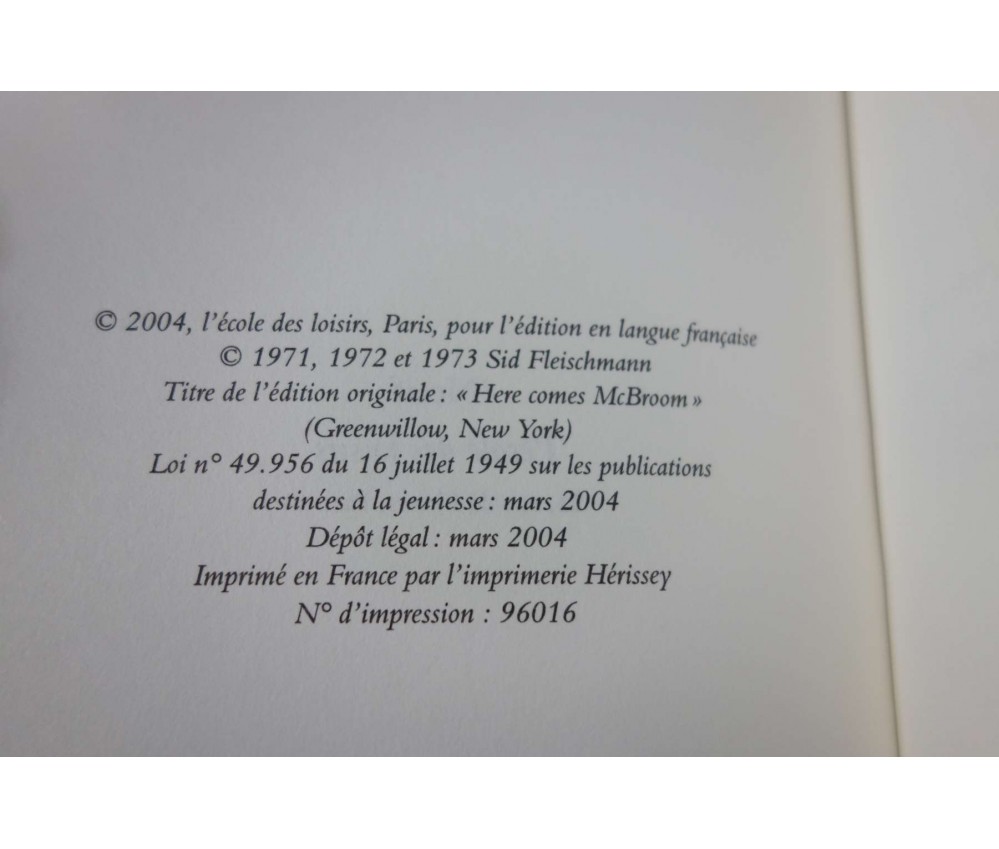 © 2004, l'école des loisirs, Paris, pour l'édition en langue française
© 1971, 1972 et 1973 Sid Fleischmann
Titre de l'édition originale : « Here comes McBroom »
(Greenwillow, New York)
Loi n° 49.956 du 16 juillet 1949 sur les publications
destinées à la jeunesse : mars 2004
Dépôt légal : mars 2004
Imprimé en France par l'imprimerie Hérissey
N° d'impression : 96016